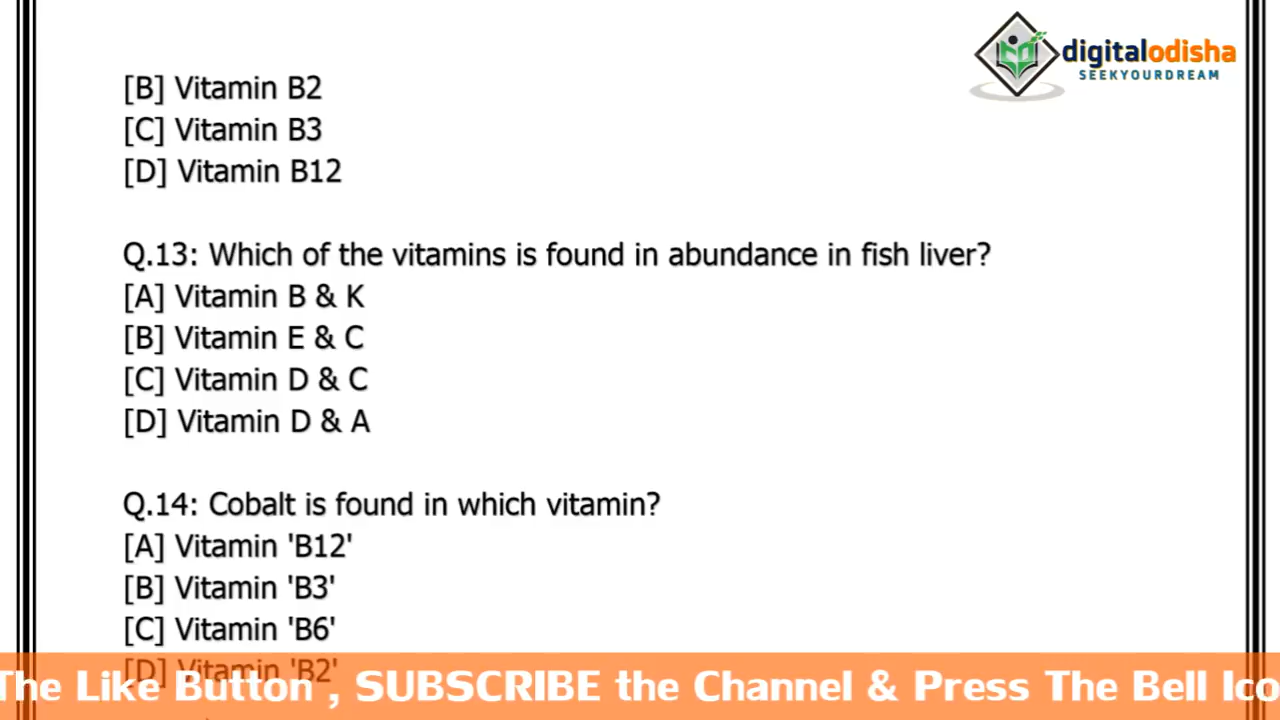 digitalodisha
SEEKYOURDREAM
[B] Vitamin B2
[C] Vitamin B3
[D] Vitamin B12
Q.13: Which of the vitamins is found in abundance in fish liver?
[A] Vitamin B & K
[B] Vitamin E & C
[C] Vitamin D & C
[D] Vitamin D & A
Q.14: Cobalt is found in which vitamin?
[A] Vitamin 'B12'
[B] Vitamin 'B3'
[C] Vitamin 'B6'
[D] Vitamin 'B2'
The Like Button , SUBSCRIBE the Channel & Press The Bell Ico